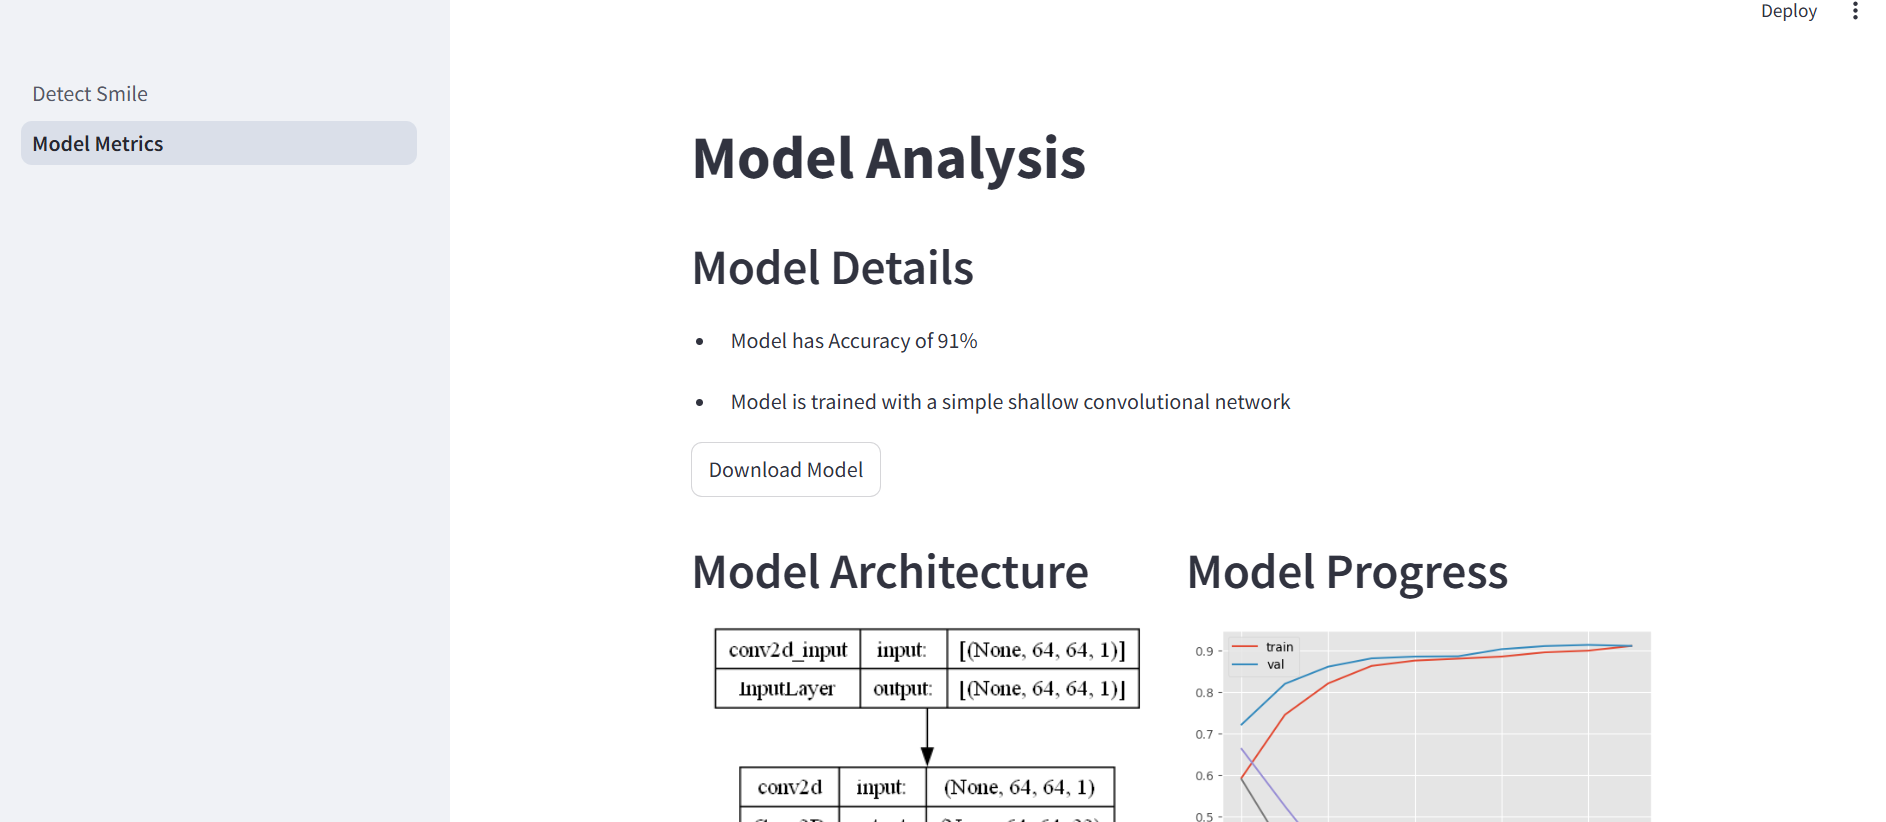 Deploy
Detect Smile
Model Metrics
Model Analysis
Model Details
Model has Accuracy of 91%
Model is trained with a simple shallow convolutional network
Download Model
Model Architecture
Model Progress
conv2d_input input: [(None, 64, 64, 1)]
InputLayer output: [(None, 64, 64, 1)]
conv2d input: (None, 64, 64, 1)
train
val
0.9
0.8
0.7
0.6
0.5